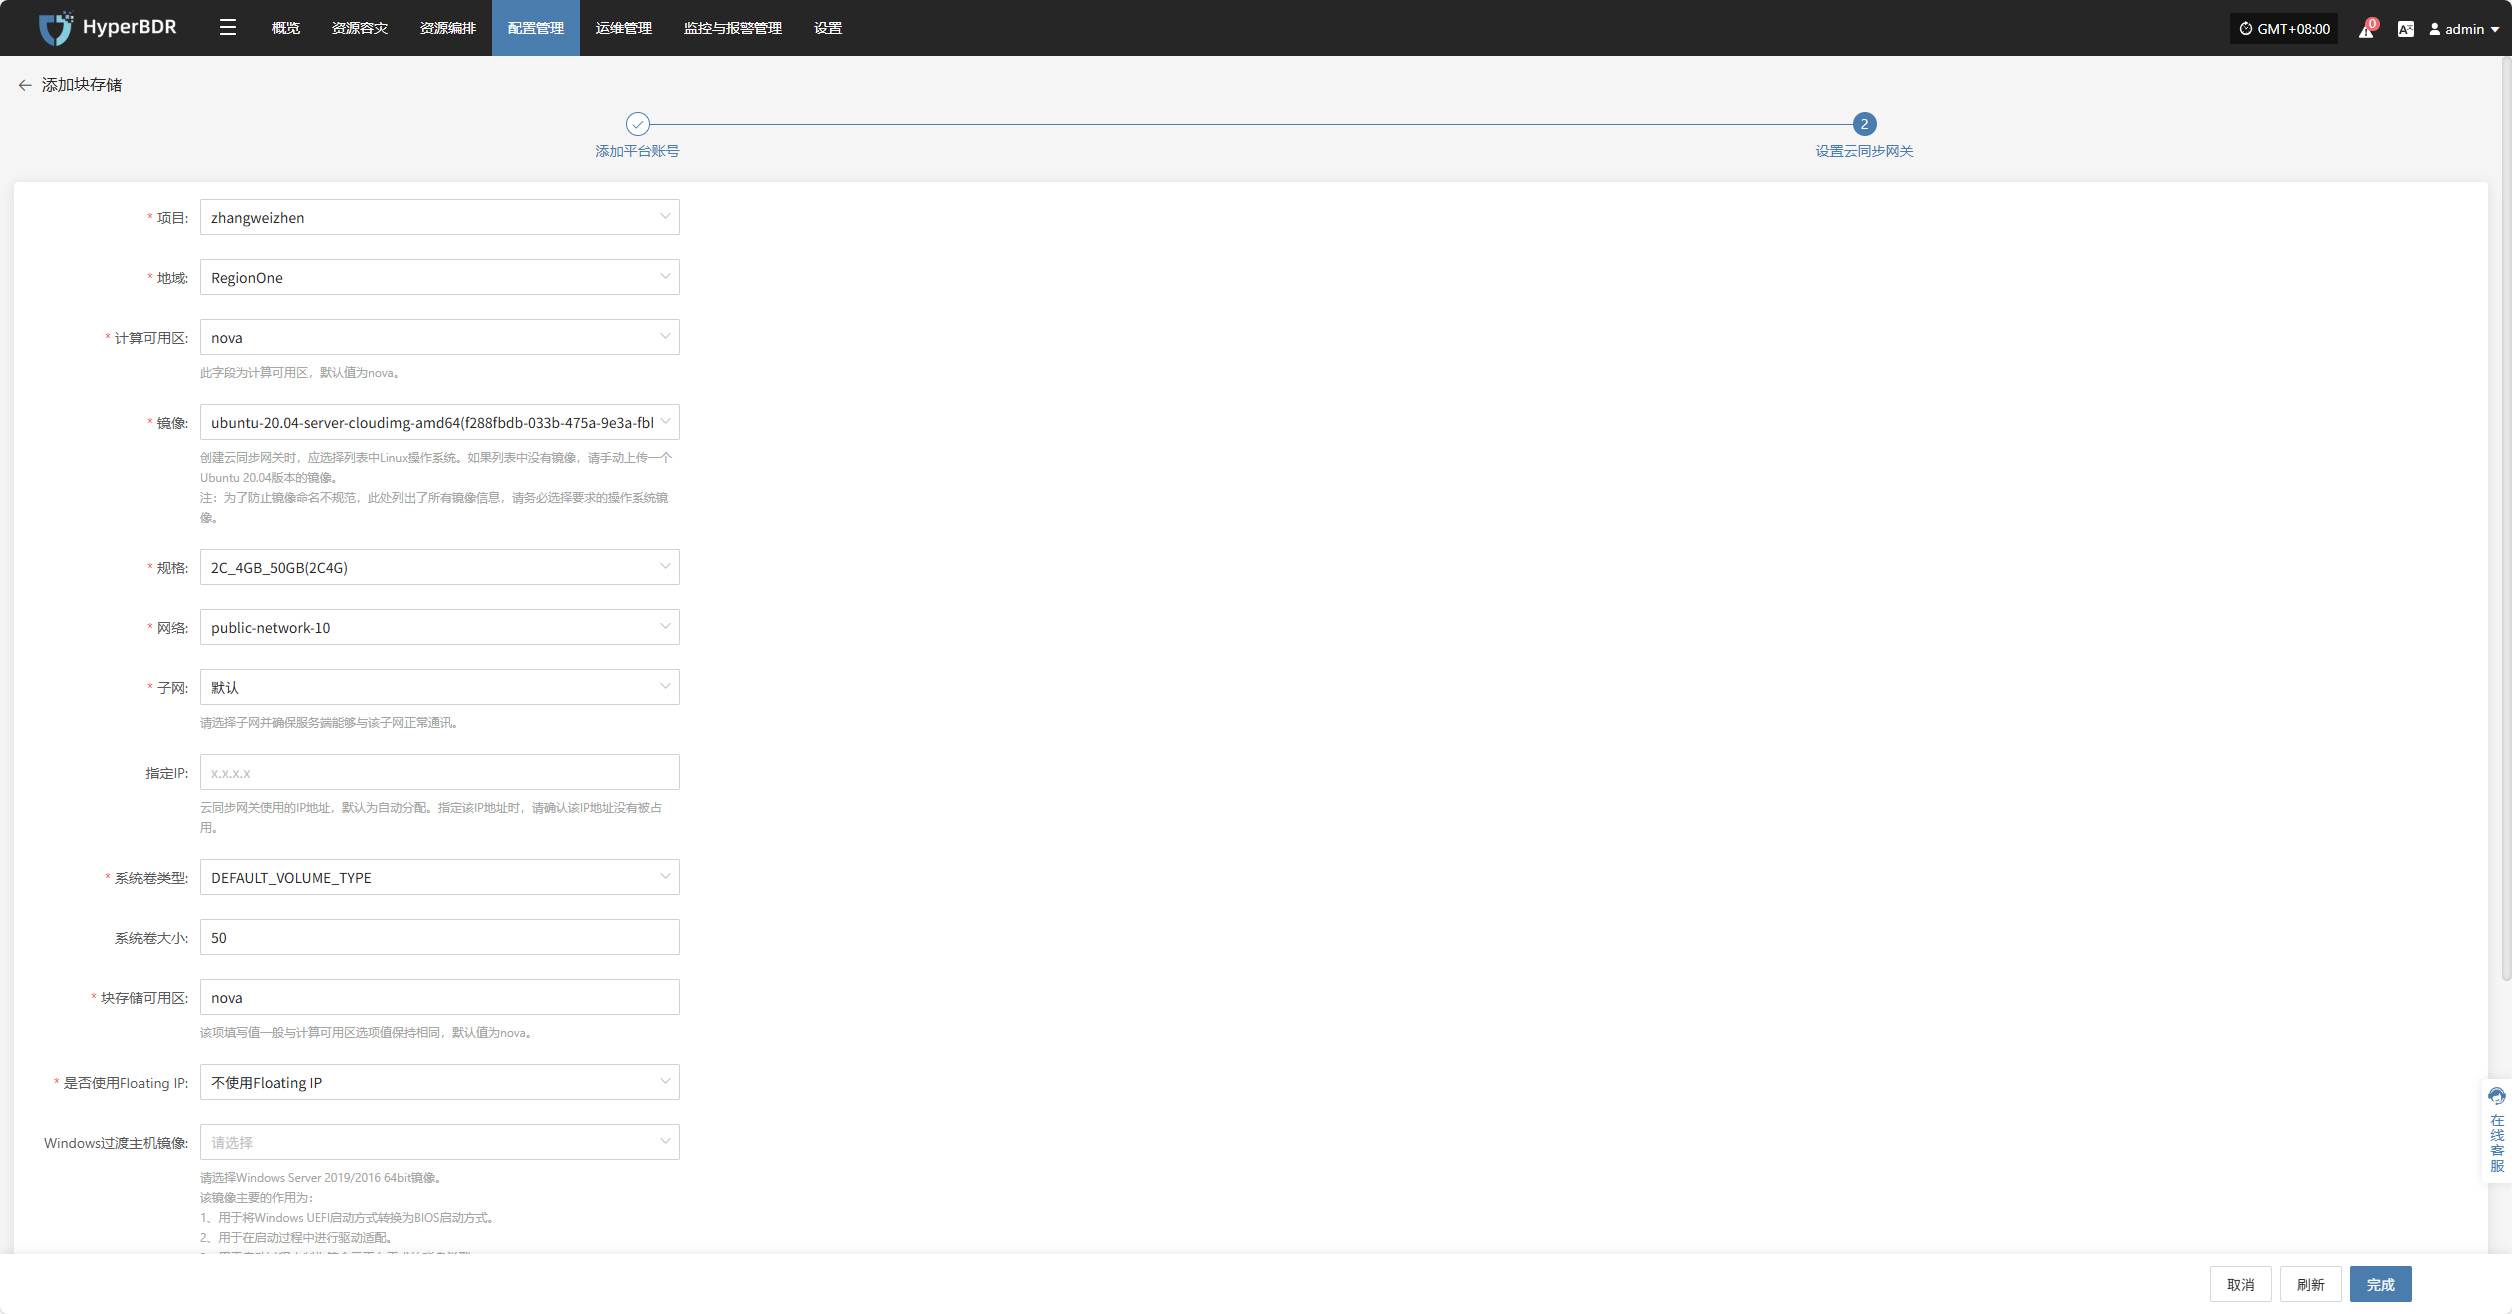 HyperBDR
概览
资源容灾
资源编排
配置管理
运维管理
监控与报警管理
设置
GMT+08:00
0
admin
添加块存储
2
添加平台账号
设置云同步网关
* 项目: zhangweizhen
* 地域: RegionOne
* 计算可用区: nova
此字段为计算可用区，默认值为nova。
* 镜像: ubuntu-20.04-server-cloudimg-amd64(f288fbdb-033b-475a-9e3a-fbl
创建云同步网关时，应选择列表中Linux操作系统。如果列表中没有镜像，请手动上传一个
Ubuntu 20.04版本的镜像。
注：为了防止镜像命名不规范，此处列出了所有镜像信息，请务必选择要求的操作系统镜
像。
* 规格: 2C_4GB_50GB(2C4G)
* 网络: public-network-10
* 子网: 默认
请选择子网并确保服务端能够与该子网正常通讯。
指定IP: x.x.x.x
云同步网关使用的IP地址，默认为自动分配。指定该IP地址时，请确认该IP地址没有被占
用。
* 系统卷类型: DEFAULT_VOLUME_TYPE
系统卷大小: 50
* 块存储可用区: nova
该项填写值一般与计算可用区选项值保持相同，默认值为nova。
* 是否使用Floating IP: 不使用Floating IP
Windows过渡主机镜像: 请选择
请选择Windows Server 2019/2016 64bit镜像。
该镜像主要的作用为：
1、用于将Windows UEFI启动方式转换为BIOS启动方式。
2、用于在启动过程中进行驱动适配。
在线客服
取消
刷新
完成